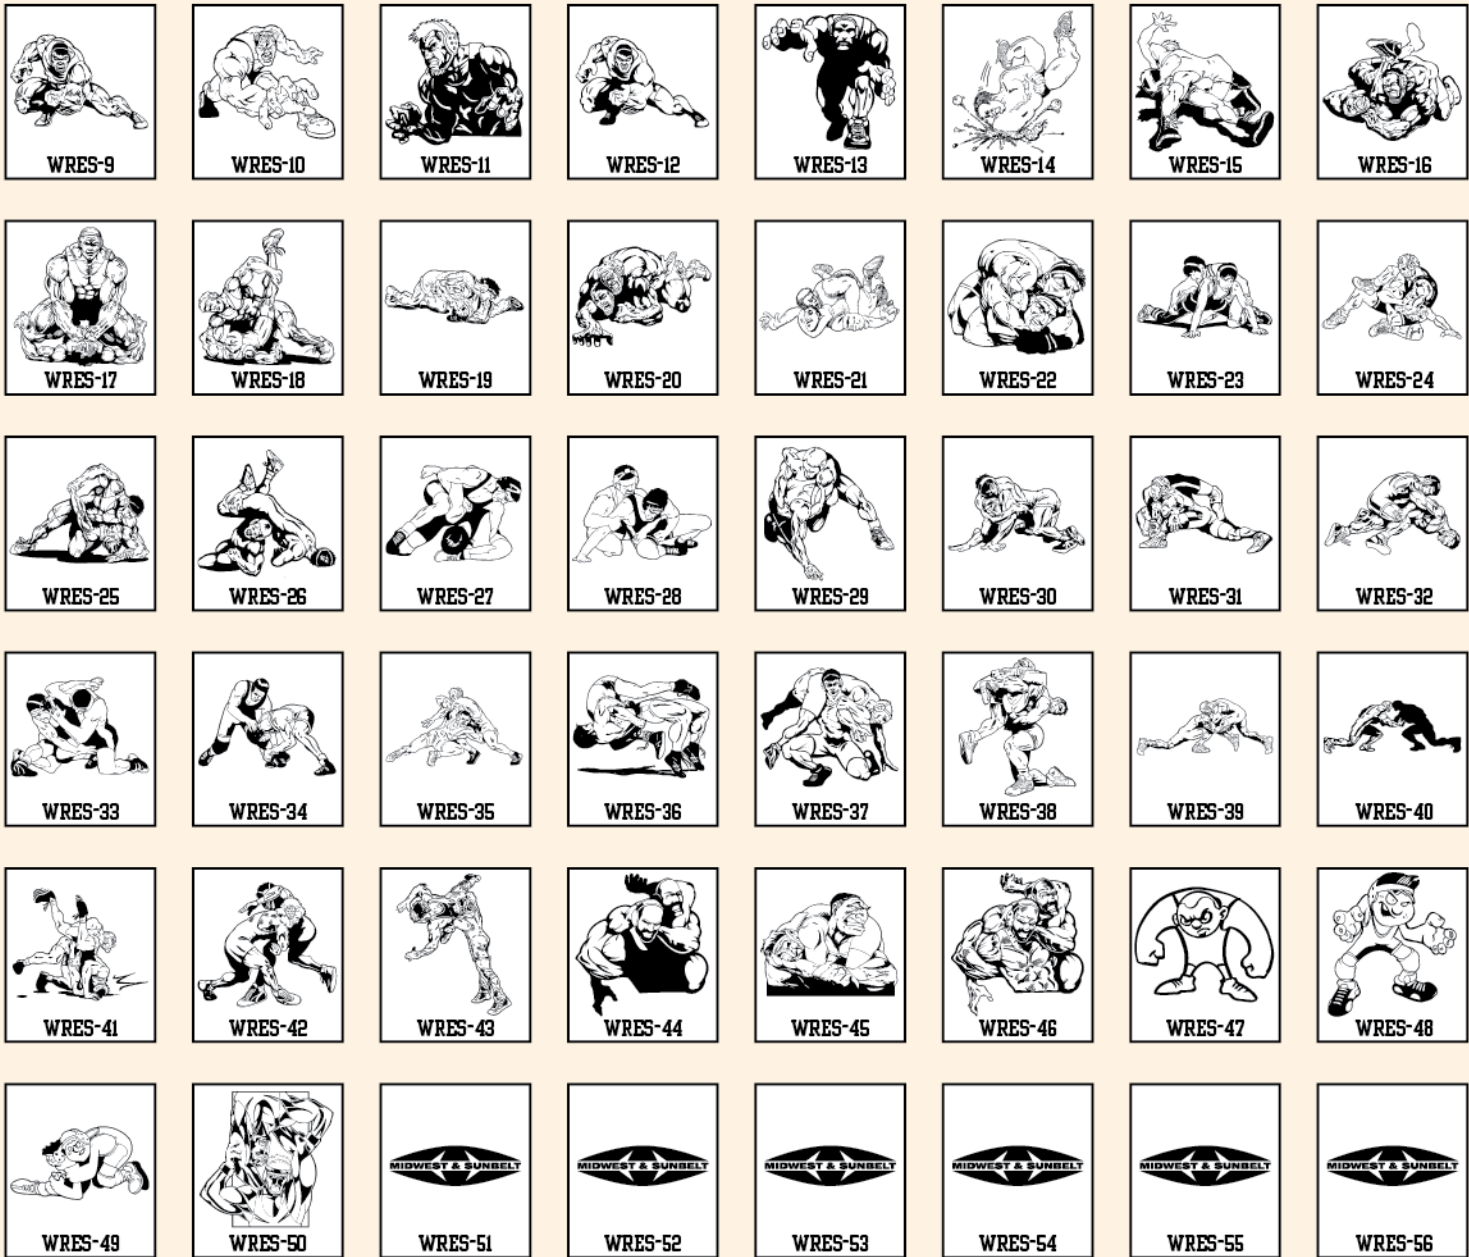 WRES-9 WRES-10 WRES-11 WRES-12 WRES-13 WRES-14 WRES-15 WRES-16
WRES-17 WRES-18 WRES-19 WRES-20 WRES-21 WRES-22 WRES-23 WRES-24
WRES-25 WRES-26 WRES-27 WRES-28 WRES-29 WRES-30 WRES-31 WRES-32
WRES-33 WRES-34 WRES-35 WRES-36 WRES-37 WRES-38 WRES-39 WRES-40
WRES-41 WRES-42 WRES-43 WRES-44 WRES-45 WRES-46 WRES-47 WRES-48
MIDWEST & SUNBELT MIDWEST & SUNBELT MIDWEST & SUNBELT MIDWEST & SUNBELT MIDWEST & SUNBELT MIDWEST & SUNBELT
WRES-49 WRES-50 WRES-51 WRES-52 WRES-53 WRES-54 WRES-55 WRES-56